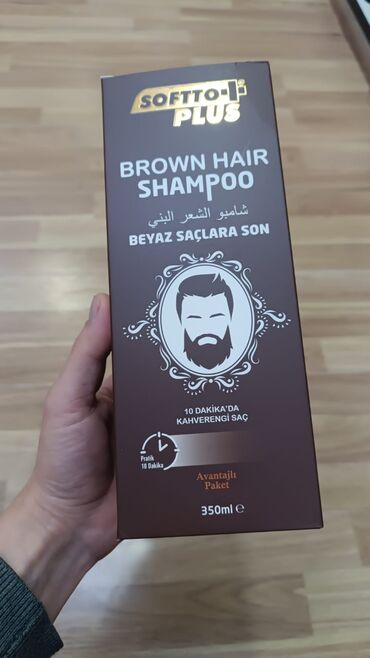 SOFTTO
PLUS
BROWN HAIR
SHAMPOO
شامبو الشعر البني
BEYAZ SAÇLARA SON
10 DAKİKA'DA
KAHVERENGİ SAÇ
Pratik
10 Dakika
Avantajlı
Paket
350ml e